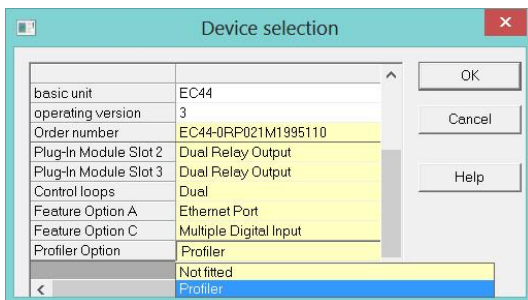 Device selection
basic unit EC44
operating version 3
Order number EC44-0RP021M1995110
Plug-In Module Slot 2 Dual Relay Output
Plug-In Module Slot 3 Dual Relay Output
Control loops Dual
Feature Option A Ethernet Port
Feature Option C Multiple Digital Input
Profiler Option Profiler
Not fitted
Profiler
OK
Cancel
Help